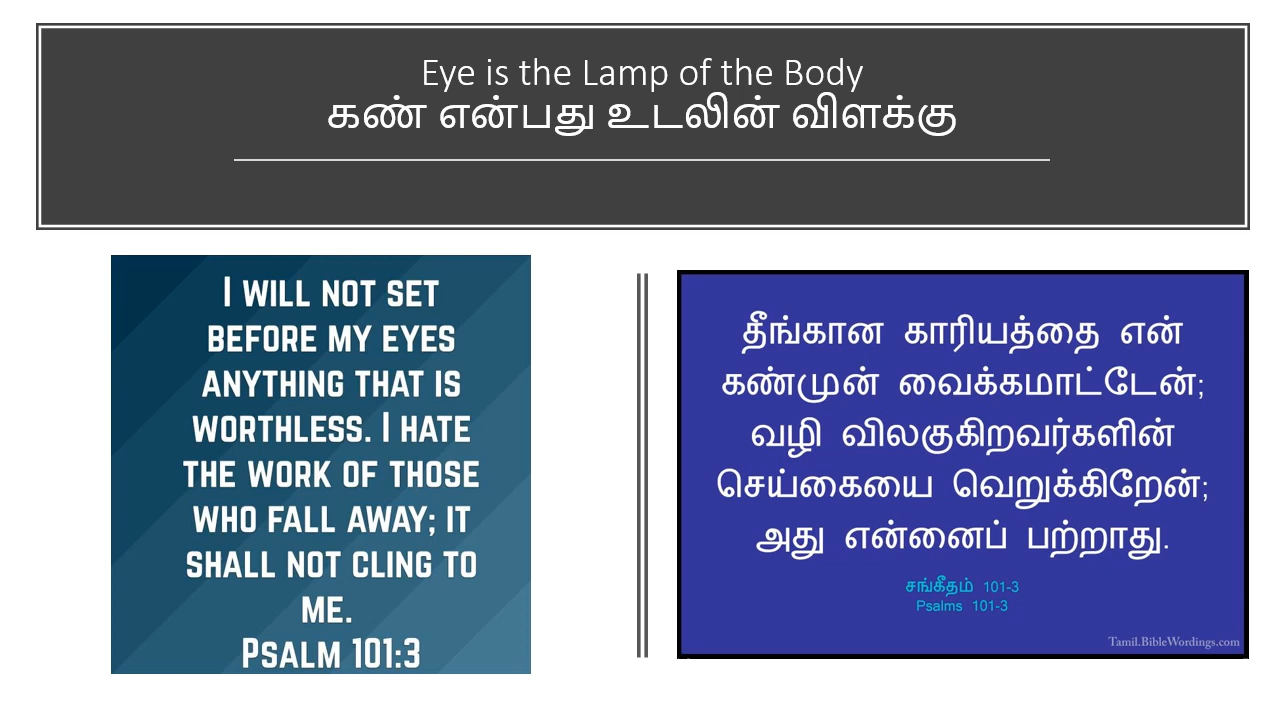 Eye is the Lamp of the Body
கண் என்பது உடலின் விளக்கு
I WILL NOT SET
BEFORE MY EYES
ANYTHING THAT IS
WORTHLESS. I HATE
THE WORK OF THOSE
WHO FALL AWAY; IT
SHALL NOT CLING TO
ME.
PSALM 101:3
தீங்கான காரியத்தை என்
கண்முன் வைக்கமாட்டேன்;
வழி விலகுகிறவர்களின்
செய்கையை வெறுக்கிறேன்;
அது என்னைப் பற்றாது.
சங்கீதம் 101-3
Psalms 101-3
Tamil.BibleWordings.com